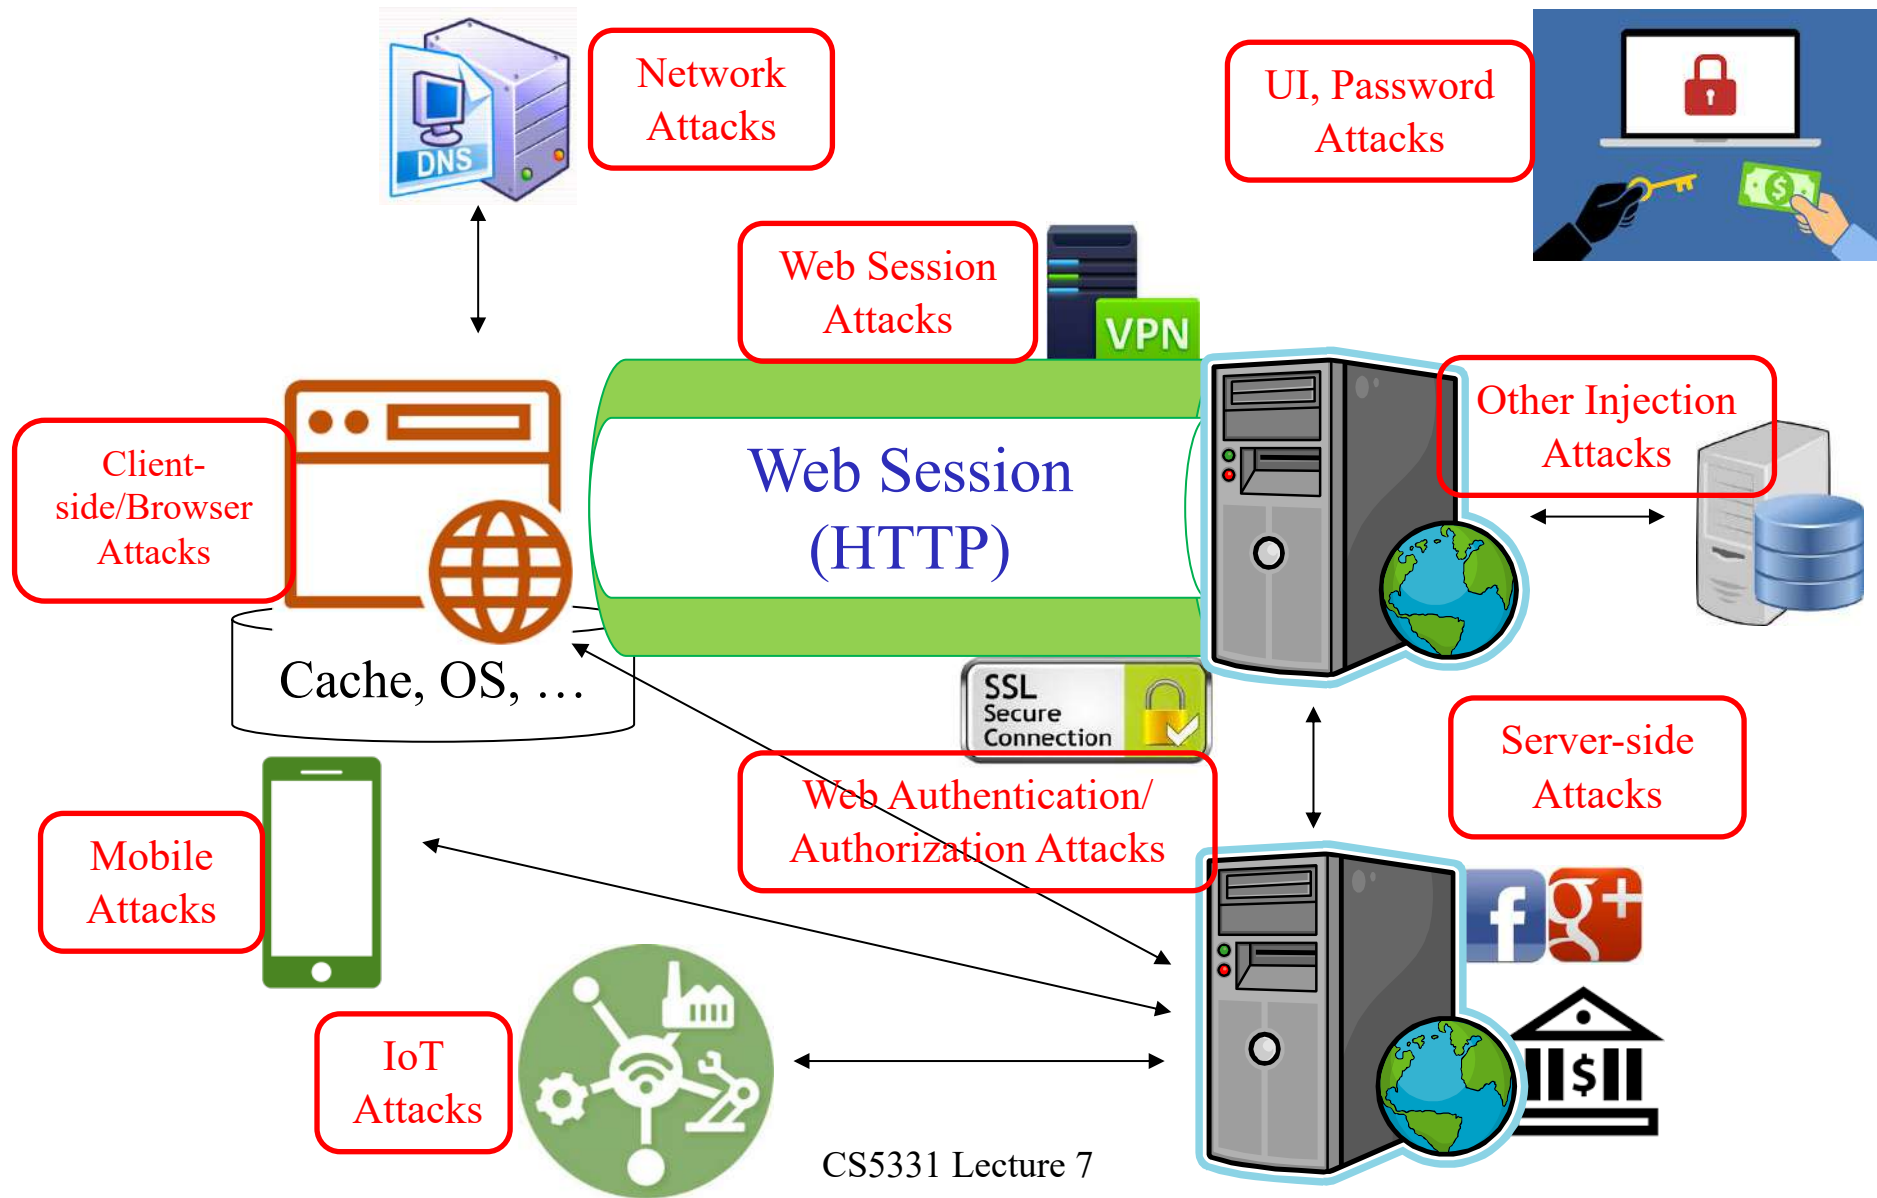 DNS
Network
Attacks
UI, Password
Attacks
Web Session
Attacks
VPN
Client-
side/Browser
Attacks
Web Session
(HTTP)
Other Injection
Attacks
Cache, OS, …
SSL
Secure
Connection
Server-side
Attacks
Web Authentication/
Authorization Attacks
Mobile
Attacks
f
g+
IoT
Attacks
$
$
CS5331 Lecture 7